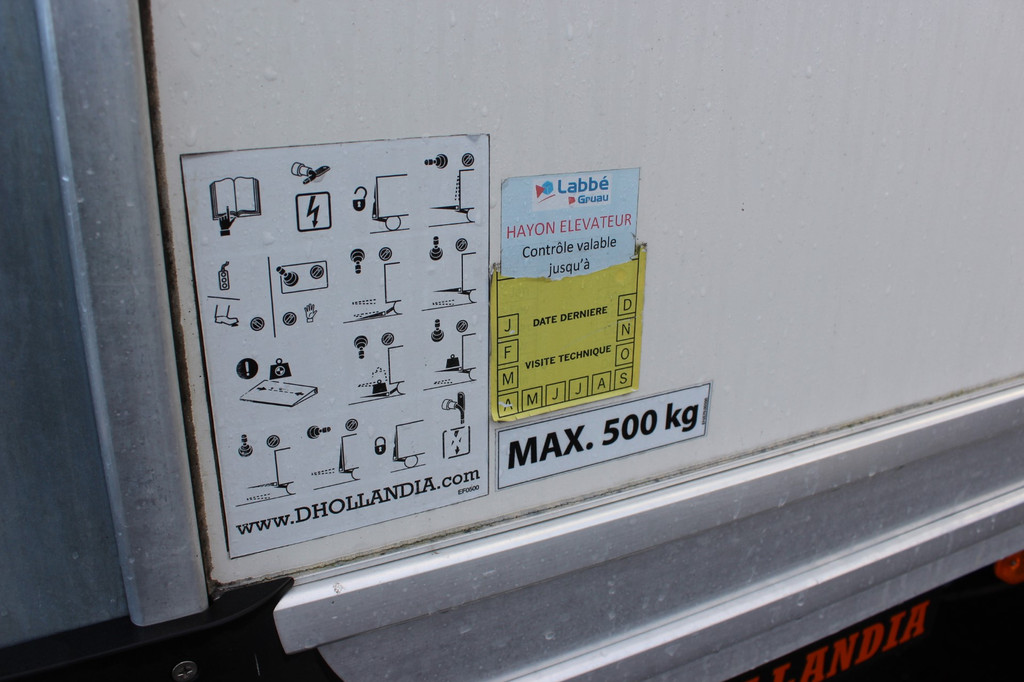 www.DHOLLANDIA.com
EF0500
Labbé
Gruau
HAYON ELEVATEUR
Contrôle valable
jusqu'à
DATE DERNIERE
VISITE TECHNIQUE
J
F
M
A M J J A S
O
N
D
MAX. 500 kg
LLANDIA